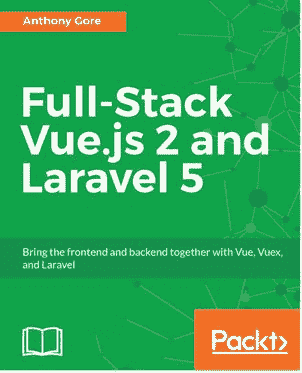 Anthony Gore
Full-Stack
Vue.js 2 and
Laravel 5
Bring the frontend and backend together with Vue, Vuex,
and Laravel
Packt>